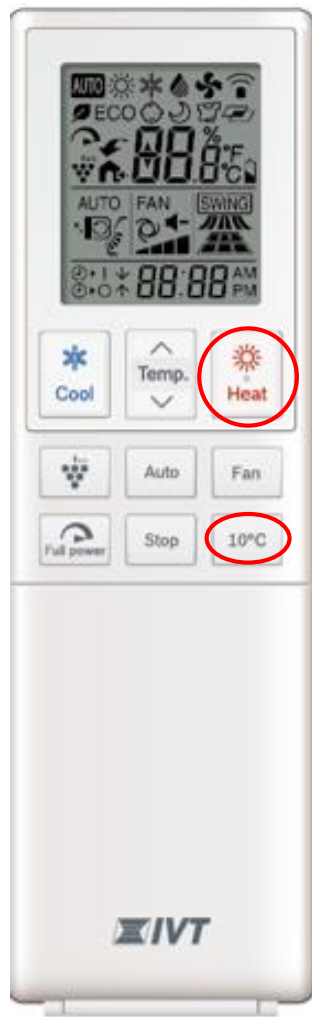 AUTO
ECO
88 % 8°F °C
AUTO FAN SWING
88:88 AM PM
Cool Temp. Heat
Auto Fan
Full power Stop 10°C
IVT